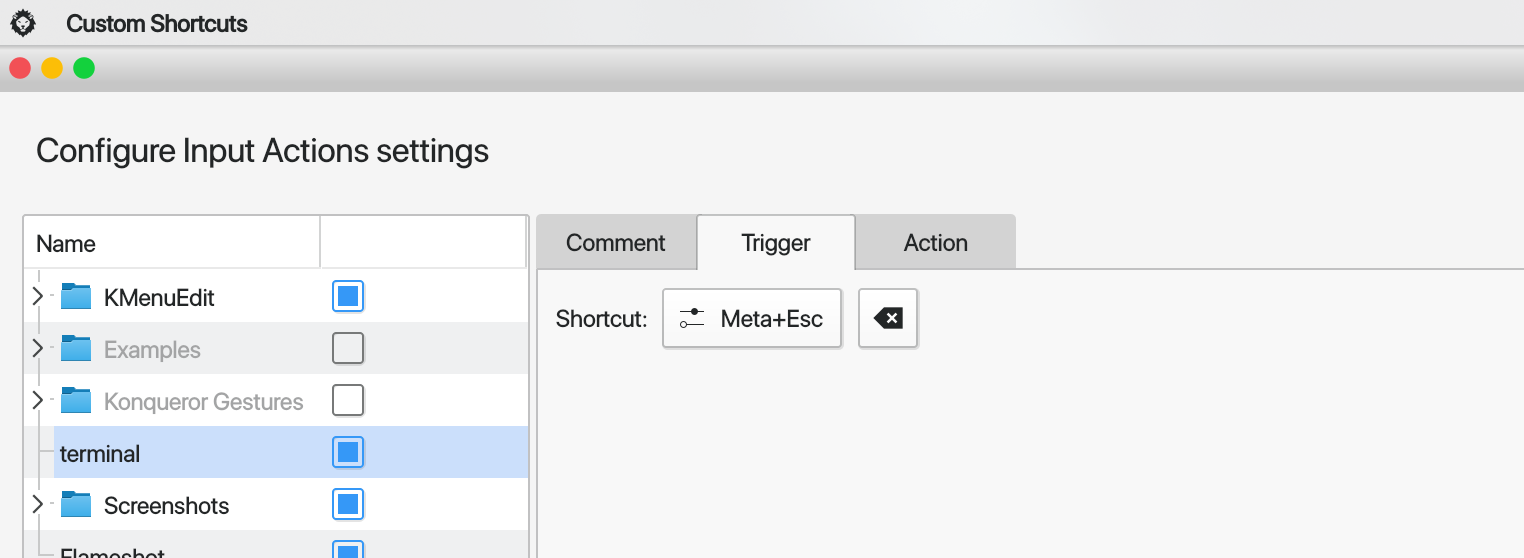 Custom Shortcuts
Configure Input Actions settings
Name
KMenuEdit
Examples
Konqueror Gestures
terminal
Screenshots
Flameshot
Comment
Trigger
Action
Shortcut:
Meta+Esc